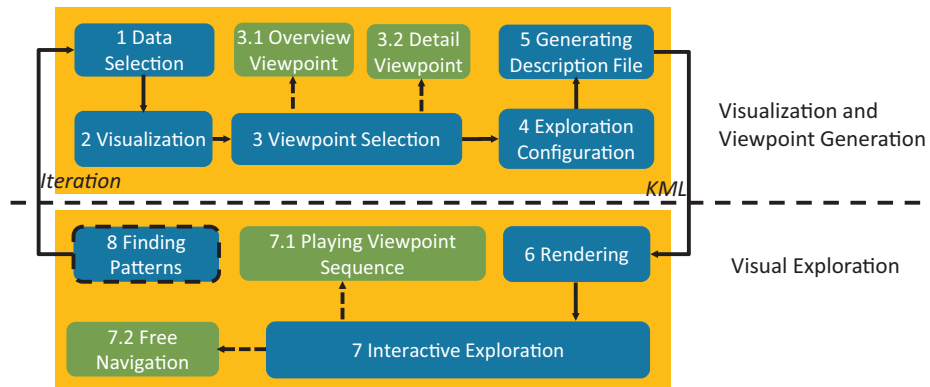 1 Data
Selection
3.1 Overview
Viewpoint
3.2 Detail
Viewpoint
5 Generating
Description File
2 Visualization
3 Viewpoint Selection
4 Exploration
Configuration
Visualization and
Viewpoint Generation
Iteration
KML
8 Finding
Patterns
7.1 Playing Viewpoint
Sequence
6 Rendering
Visual Exploration
7.2 Free
Navigation
7 Interactive Exploration